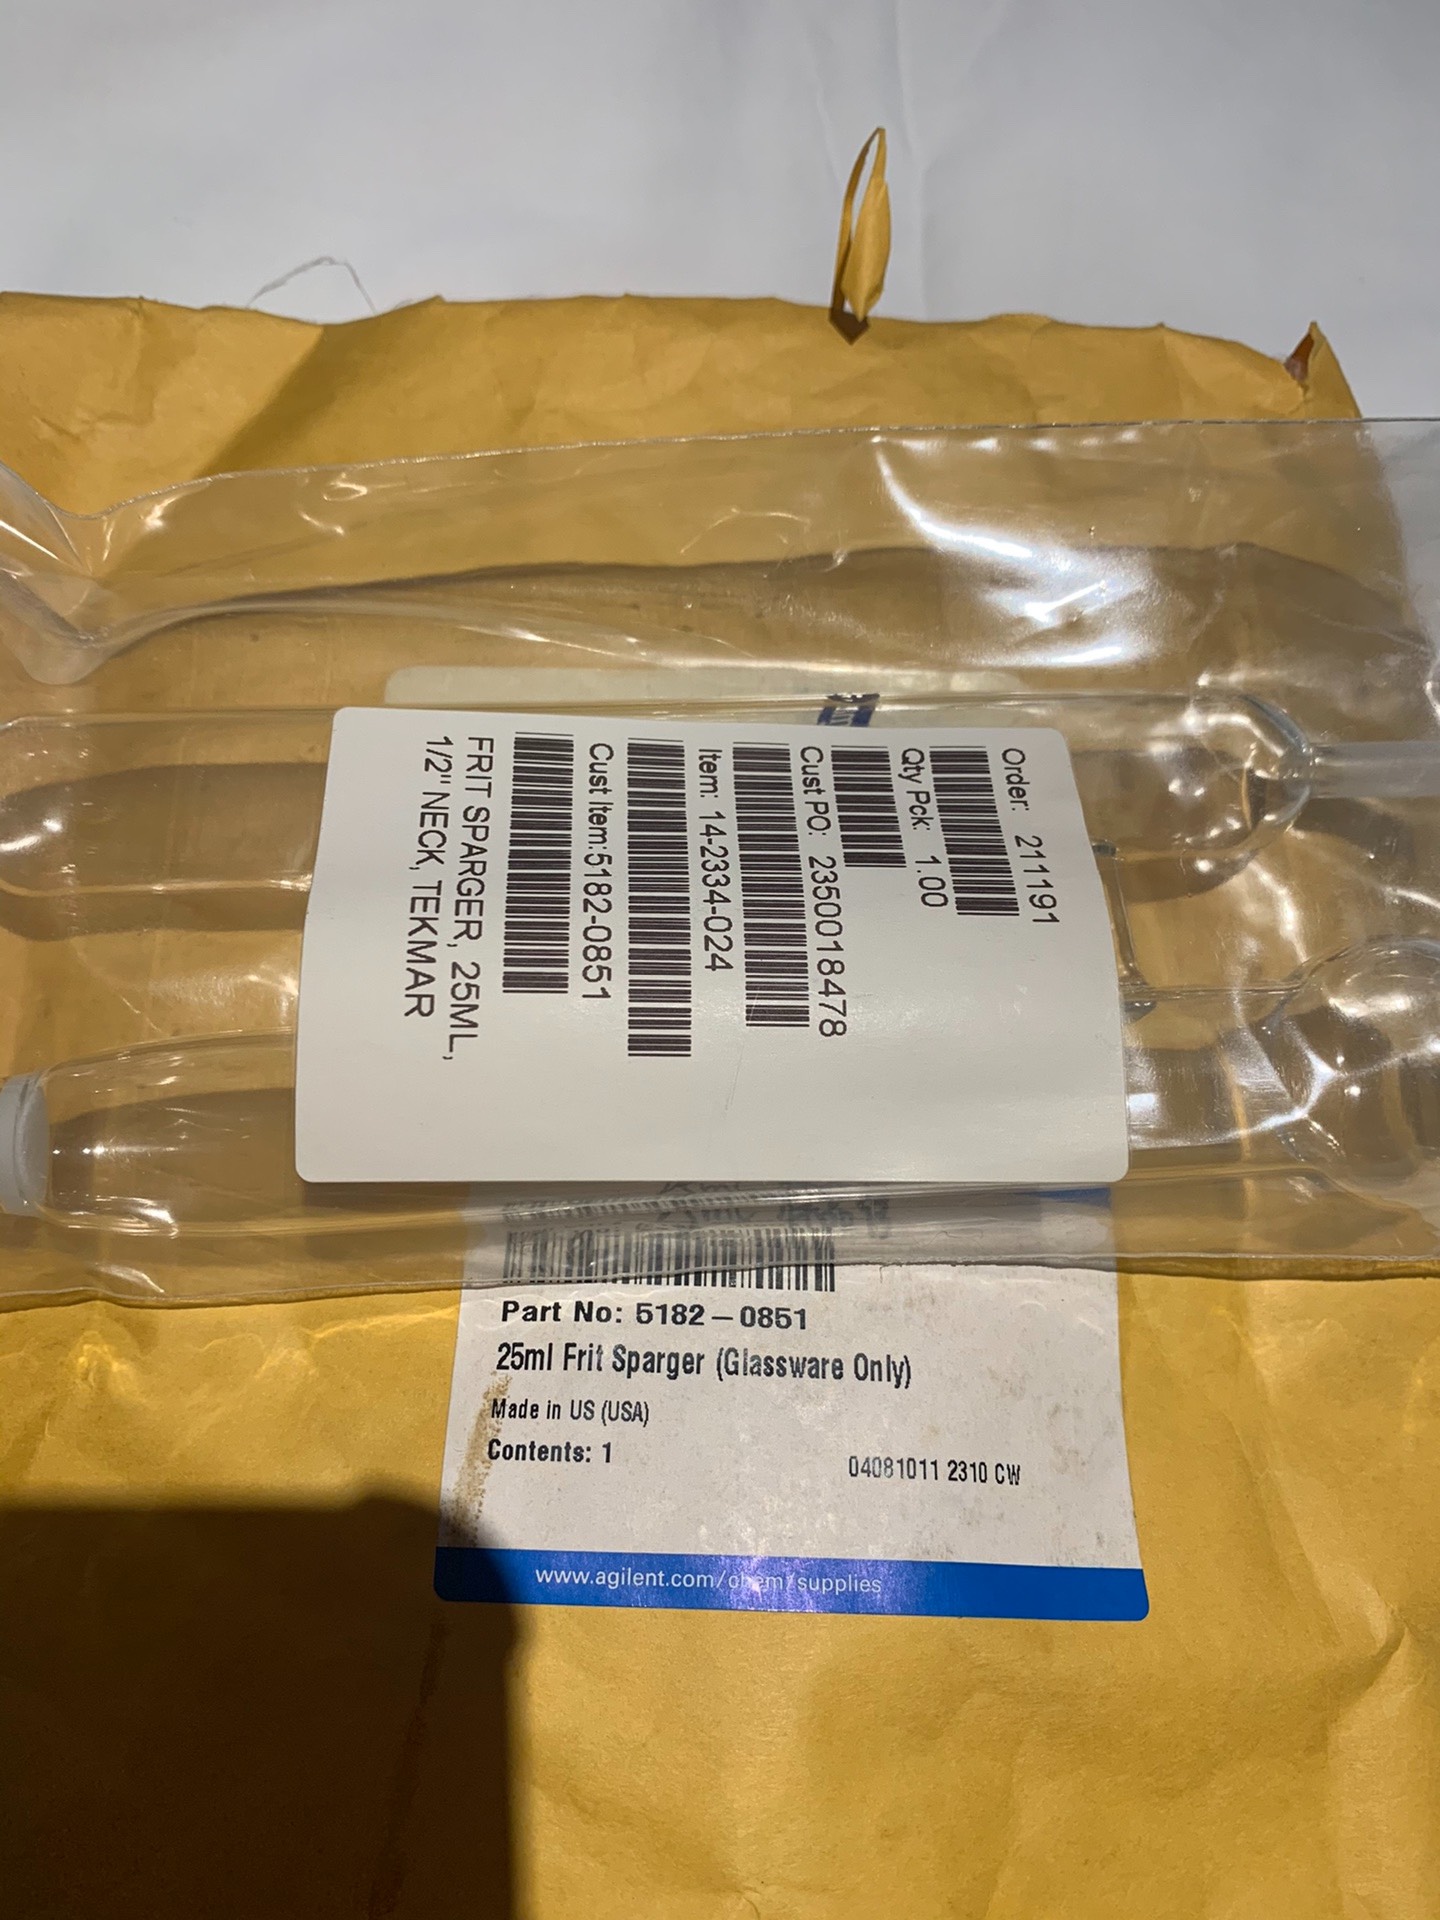 Order: 211191
Qty Pck: 1.00
Cust PO: 2350018478
Item: 14-2334-024
Cust Item:5182-0851
FRIT SPARGER, 25ML,
1/2" NECK, TEKMAR
Part No: 5182-0851
25ml Frit Sparger (Glassware Only)
Made in US (USA)
Contents: 1
04081011 2310 CW
www.agilent.com/chem/supplies